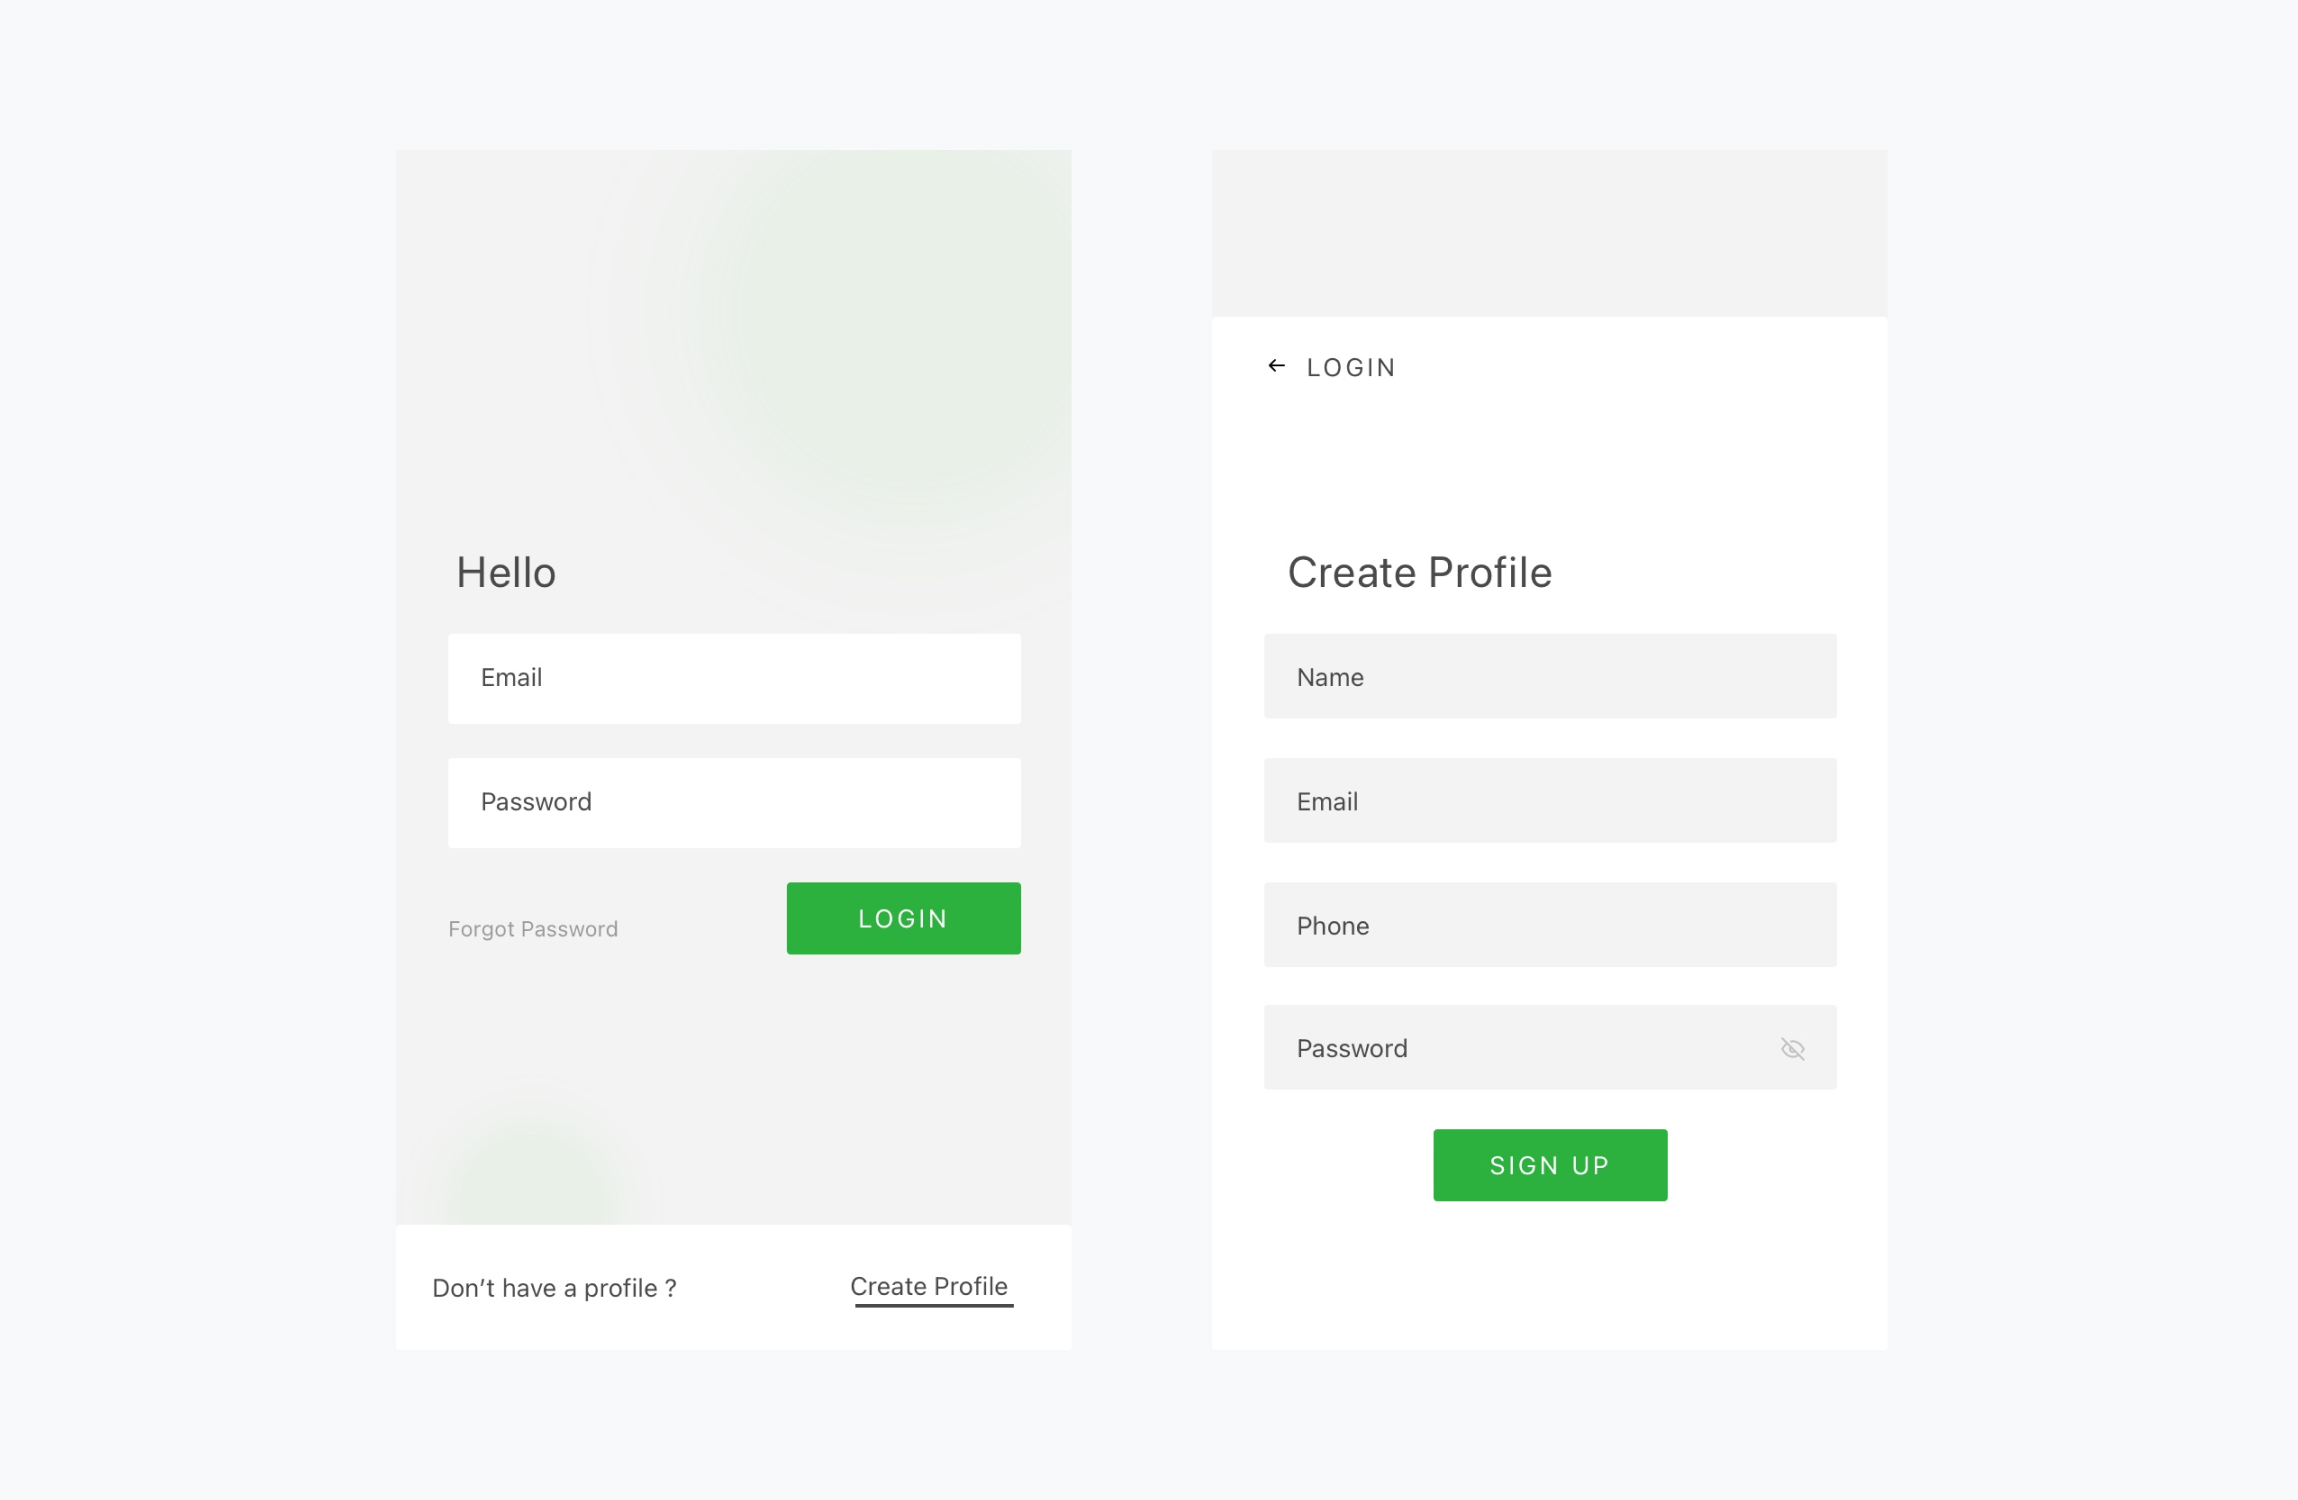 Hello
Email
Password
Forgot Password
LOGIN
Don’t have a profile ?
Create Profile
LOGIN
Create Profile
Name
Email
Phone
Password
SIGN UP